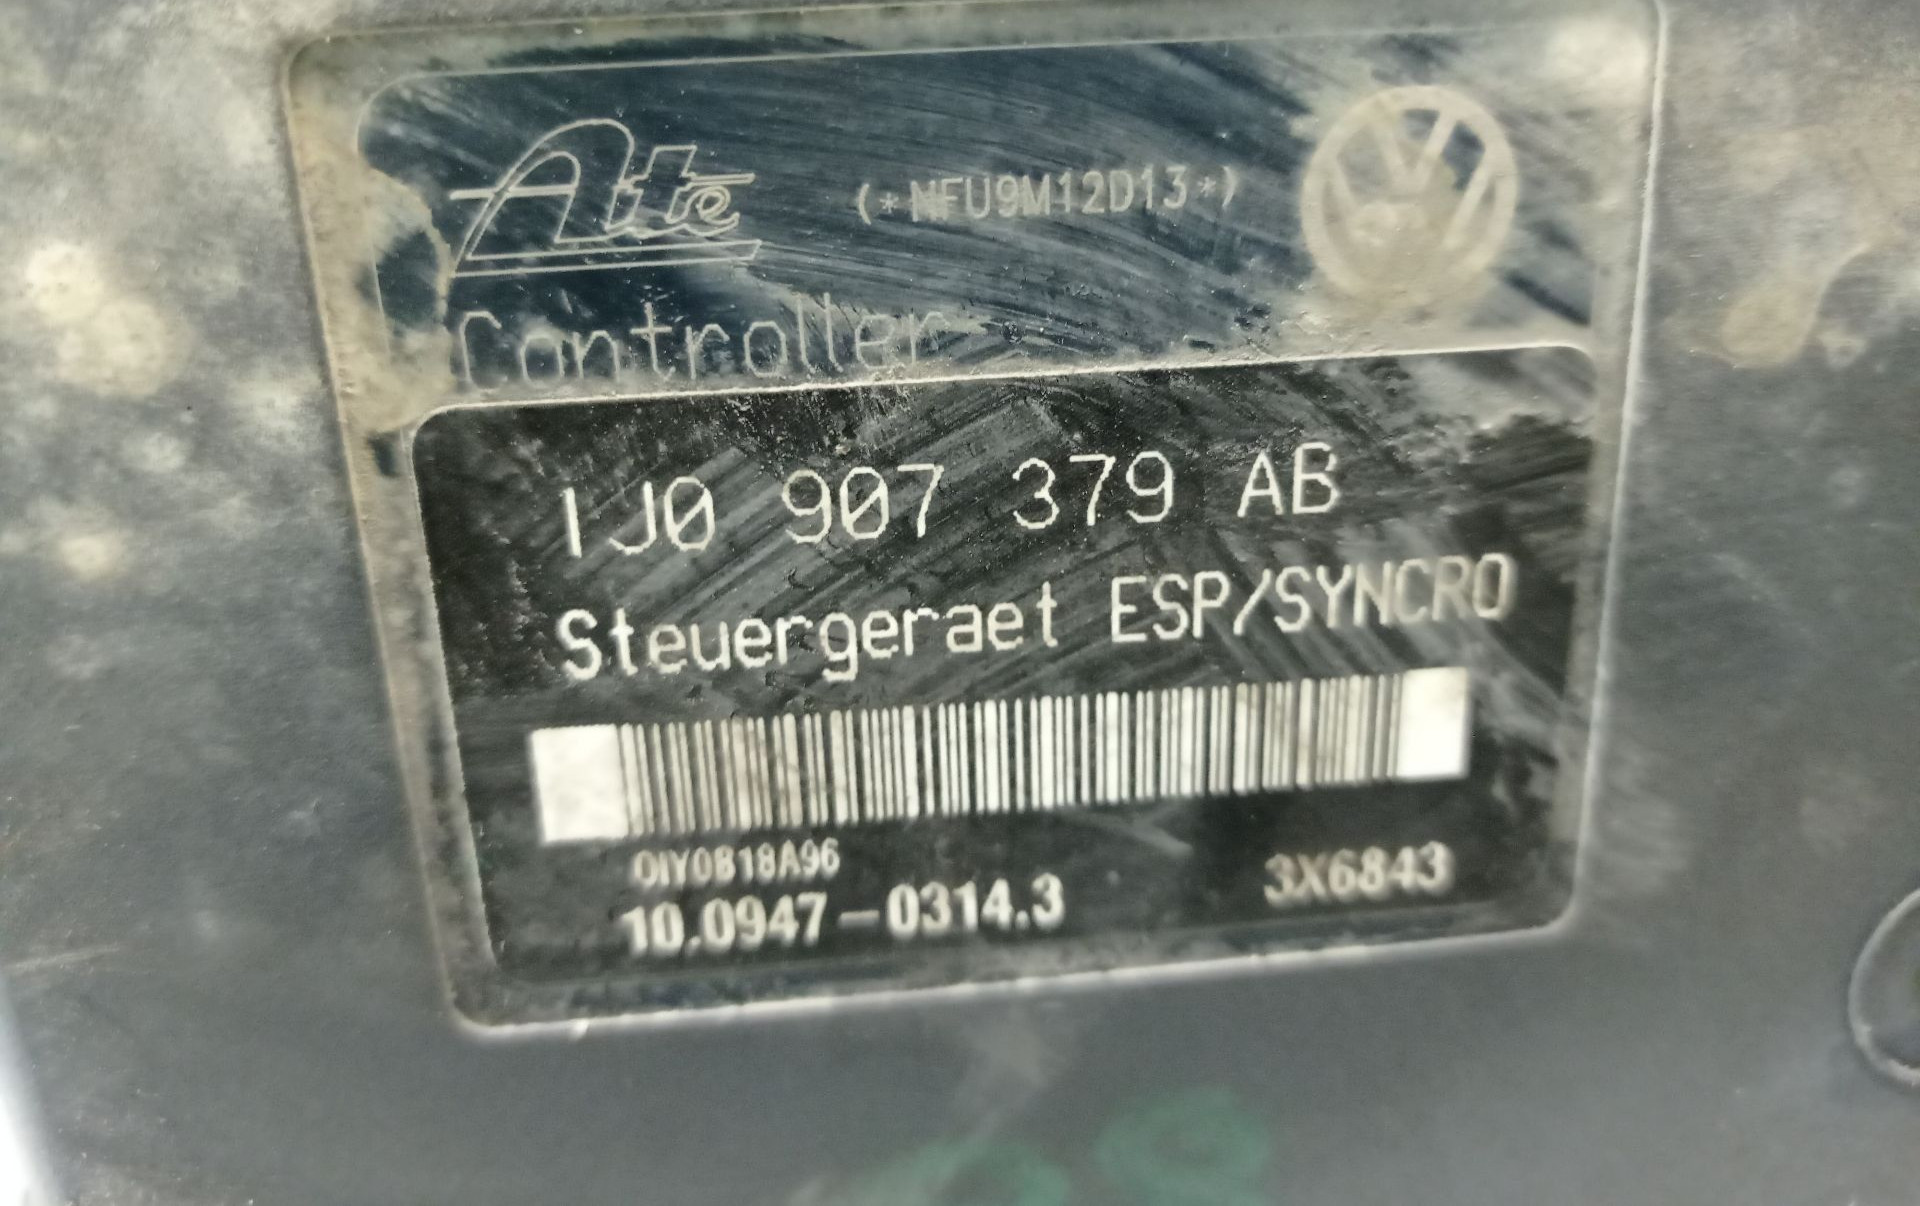 Ate (*NFU9M12D13*)
Controller
1J0 907 379 AB
Steuergeraet ESP/SYNCRO
OIY0B18A96
10.0947-0314.3 3X6843